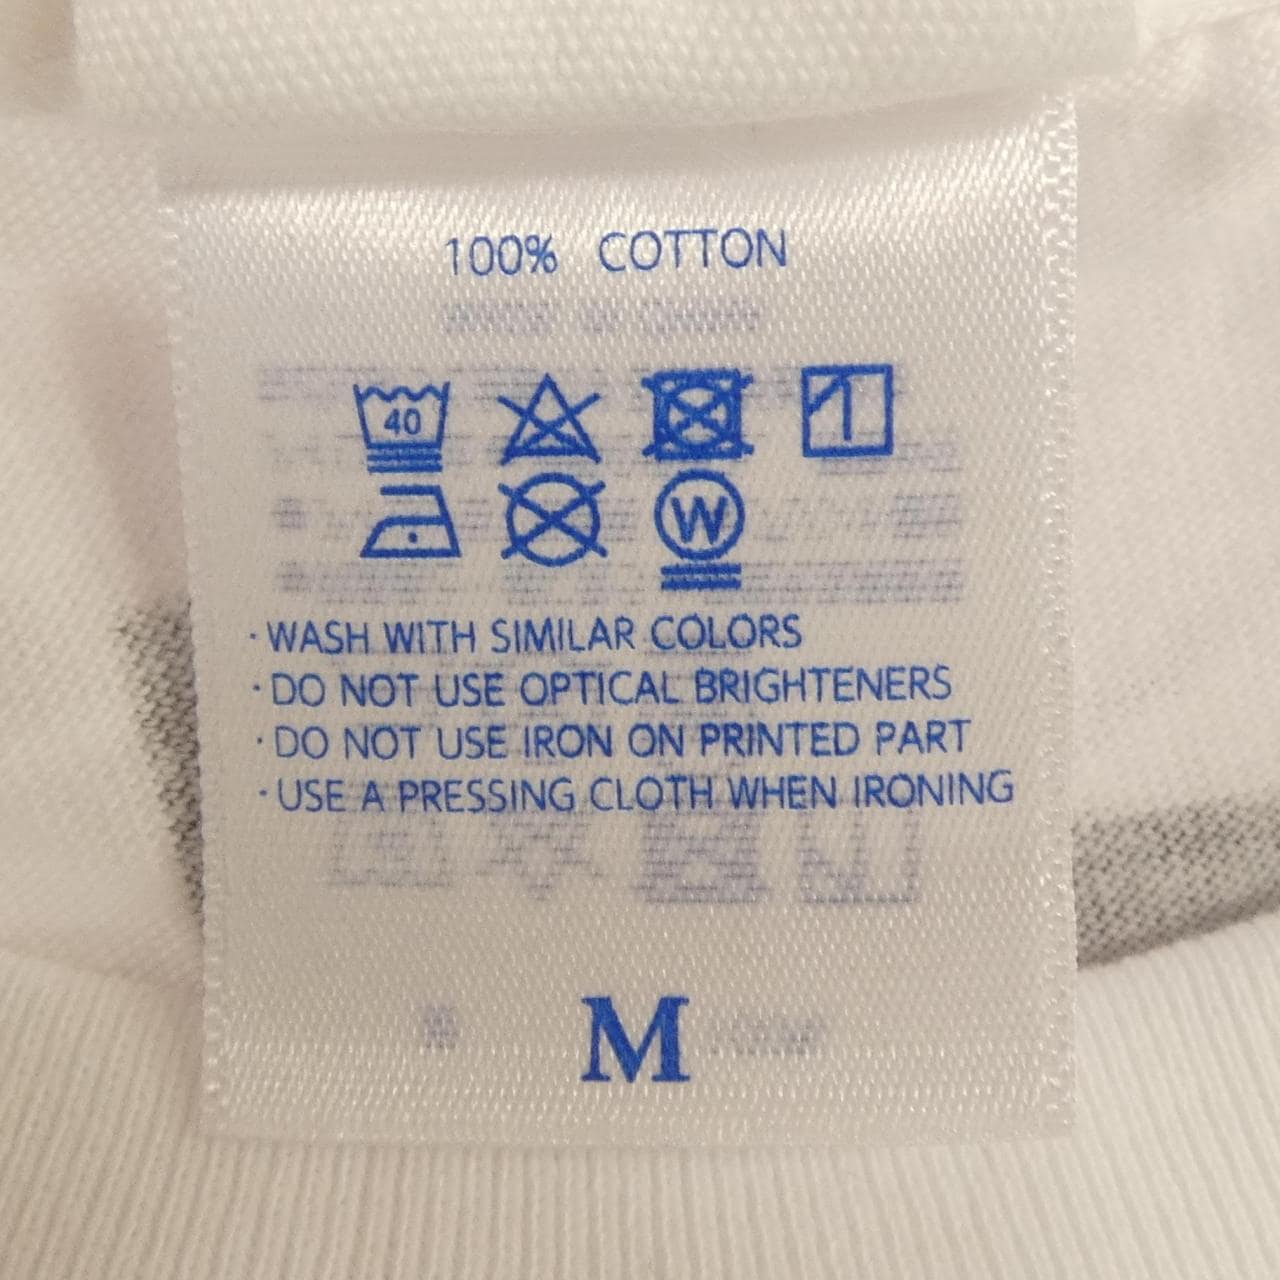 100% COTTON
40
W
· WASH WITH SIMILAR COLORS
· DO NOT USE OPTICAL BRIGHTENERS
· DO NOT USE IRON ON PRINTED PART
· USE A PRESSING CLOTH WHEN IRONING
M